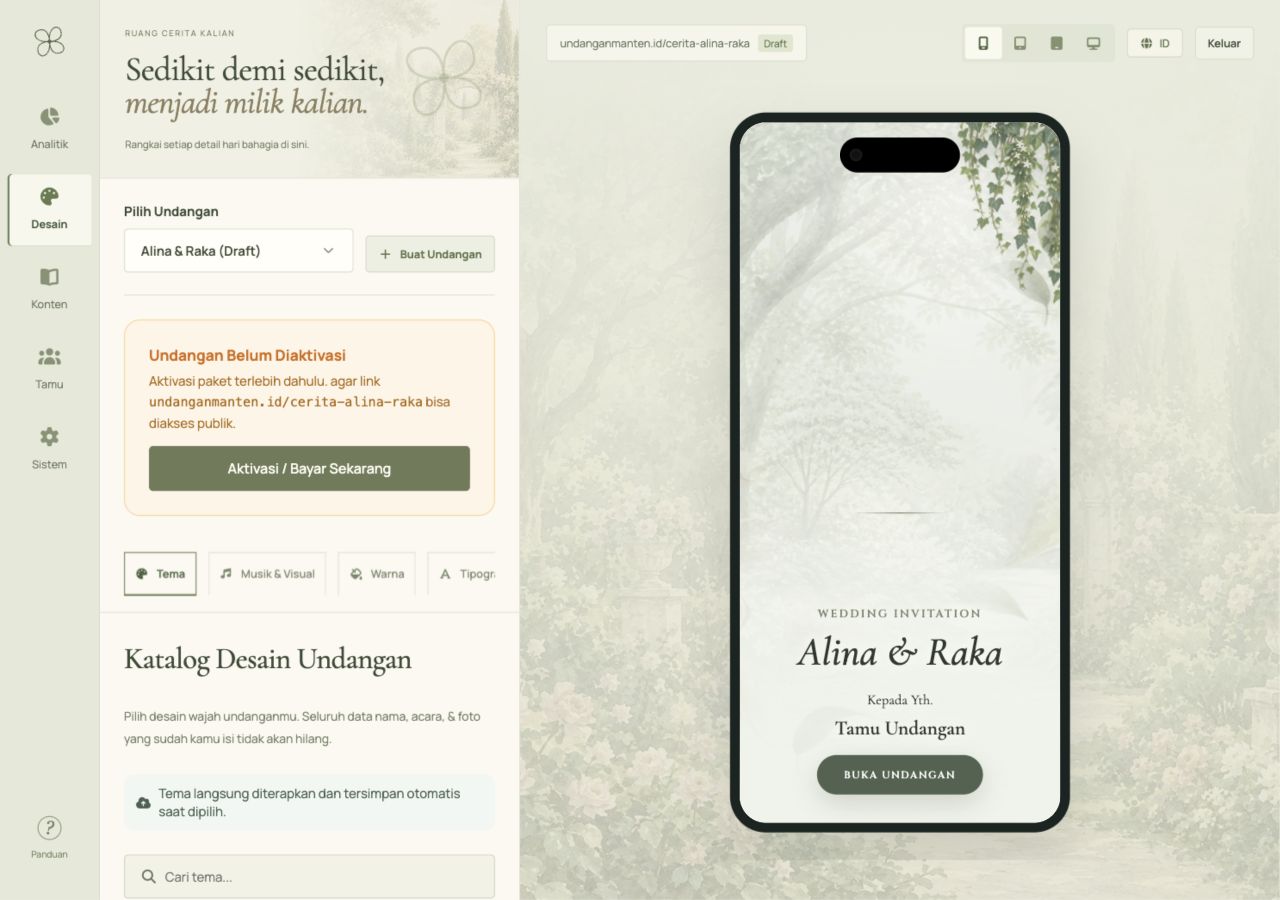 Analitik
Desain
Konten
Tamu
Sistem
?
Panduan
RUANG CERITA KALIAN
Sedikit demi sedikit,
menjadi milik kalian.
Rangkai setiap detail hari bahagia di sini.
Pilih Undangan
Alina & Raka (Draft)
+ Buat Undangan
Undangan Belum Diaktivasi
Aktivasi paket terlebih dahulu. agar link
undanganmanten.id/cerita-alina-raka bisa
diakses publik.
Aktivasi / Bayar Sekarang
Tema
Musik & Visual
Warna
A Tipogr
Katalog Desain Undangan
Pilih desain wajah undanganmu. Seluruh data nama, acara, & foto
yang sudah kamu isi tidak akan hilang.
Tema langsung diterapkan dan tersimpan otomatis
saat dipilih.
Cari tema...
undanganmanten.id/cerita-alina-raka Draft
ID
Keluar
WEDDING INVITATION
Alina & Raka
Kepada Yth.
Tamu Undangan
BUKA UNDANGAN